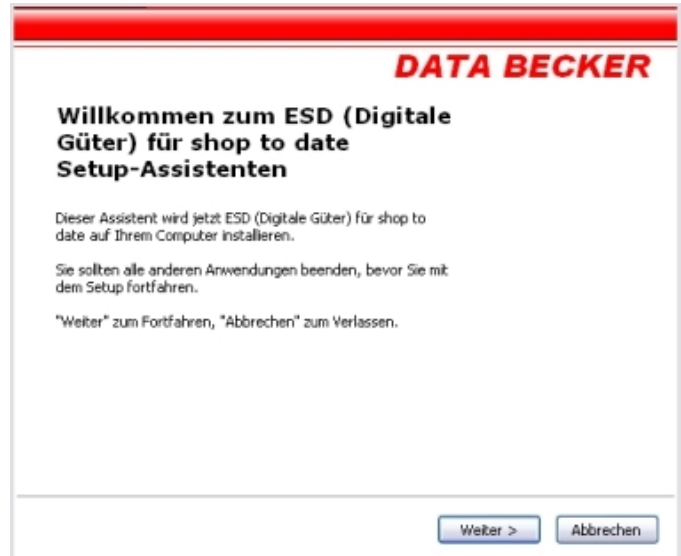 DATA BECKER
Willkommen zum ESD (Digitale
Güter) für shop to date
Setup-Assistenten
Dieser Assistent wird jetzt ESD (Digitale Güter) für shop to
date auf Ihrem Computer installieren.
Sie sollten alle anderen Anwendungen beenden, bevor Sie mit
dem Setup fortfahren.
"Weiter" zum Fortfahren, "Abbrechen" zum Verlassen.
Weiter >
Abbrechen